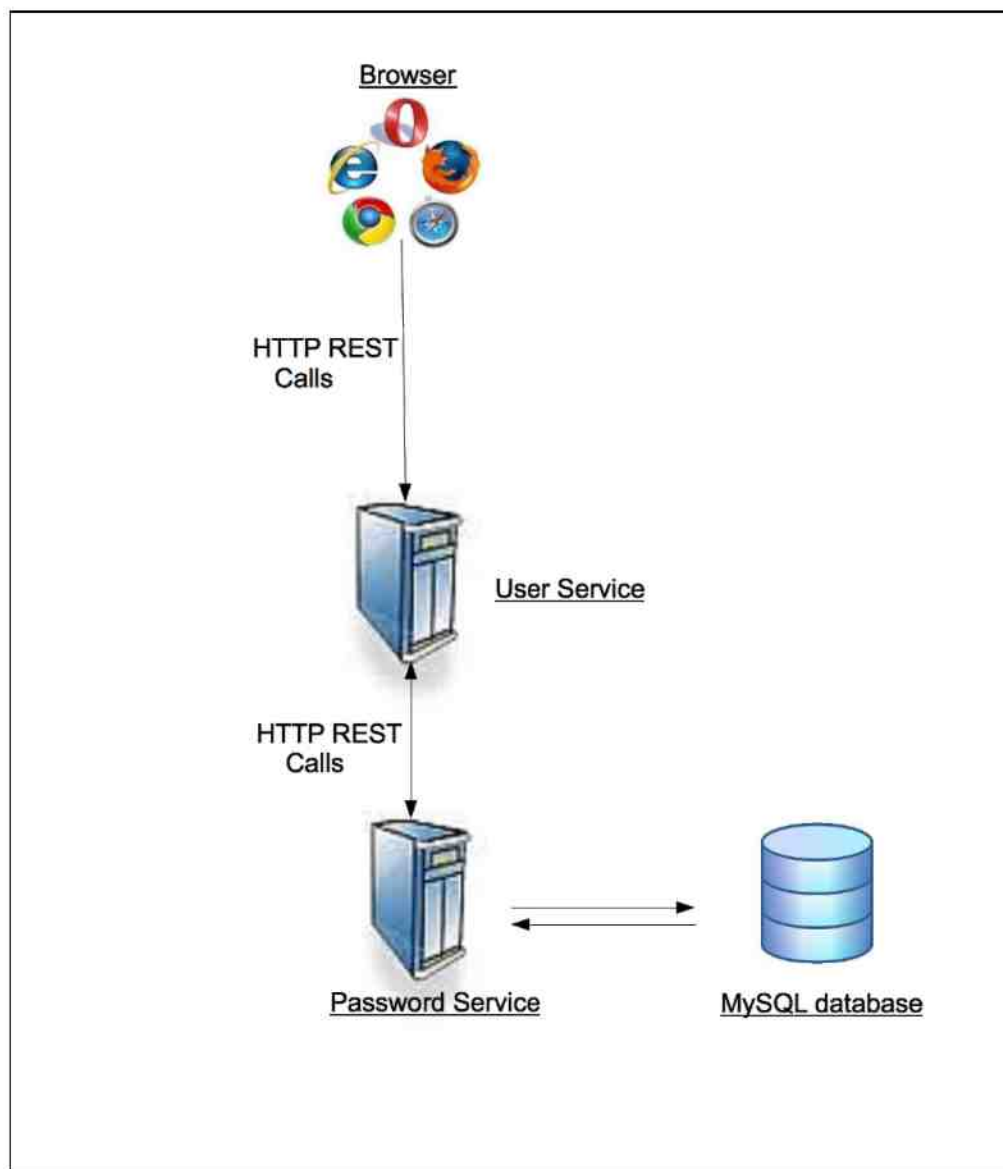 Browser
HTTP REST
Calls
User Service
HTTP REST
Calls
Password Service
MySQL database